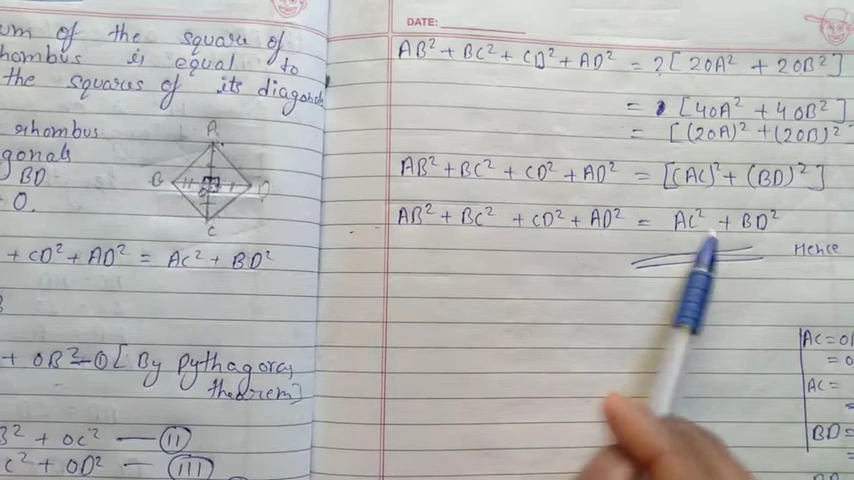 um of the square of
hombus is equal to
the squares of its diagonals
rhombus
gonals
BD
O.
A
B
D
C
+ CD² + AD² = AC² + BD²
+ OB² — ① [By Pythagoras
theorem]
B² + OC² — (II)
C² + OD² — (III)
DATE:
AB² + BC² + CD² + AD² = 2[2OA² + 2OB²]
= [4OA² + 4OB²]
= [(2OA)² + (2OB)²
AB² + BC² + CD² + AD² = [(AC)² + (BD)²]
AB² + BC² + CD² + AD² = AC² + BD²
Hence
AC = O
= O
AC =
BD =